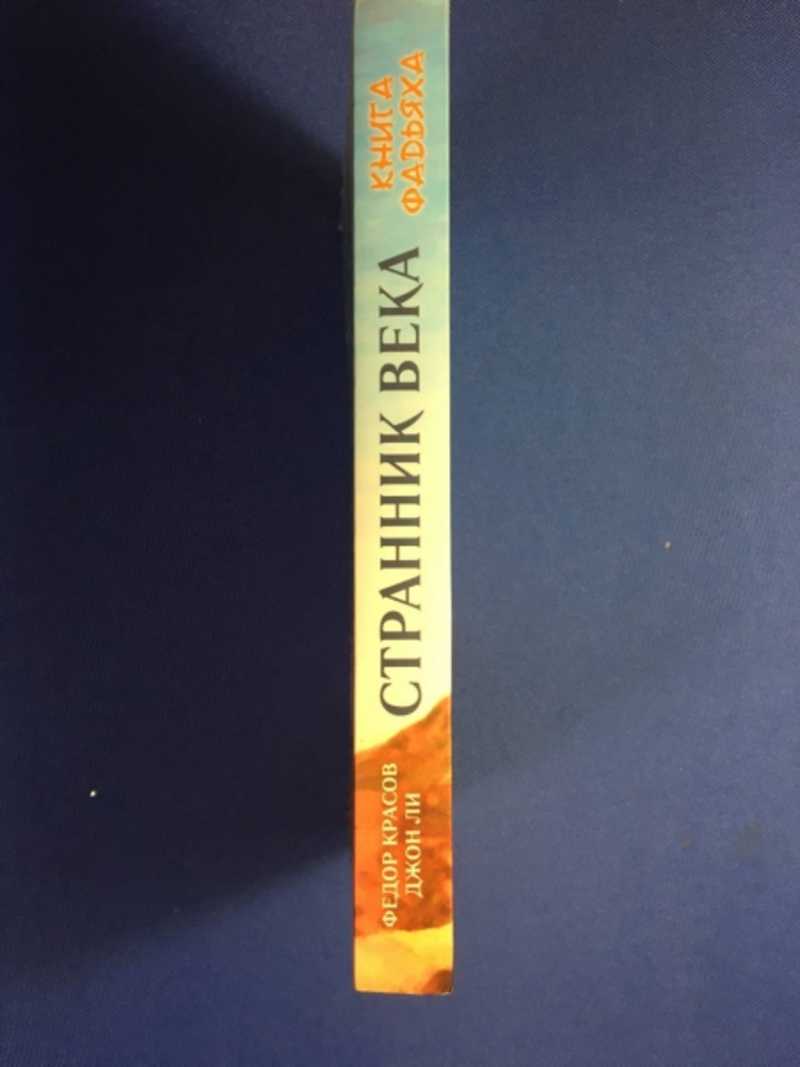 ФЕДОР КРАСОВ
ДЖОН ЛИ
СТРАННИК ВЕКА
КНИГА
ФАДЬЯХА